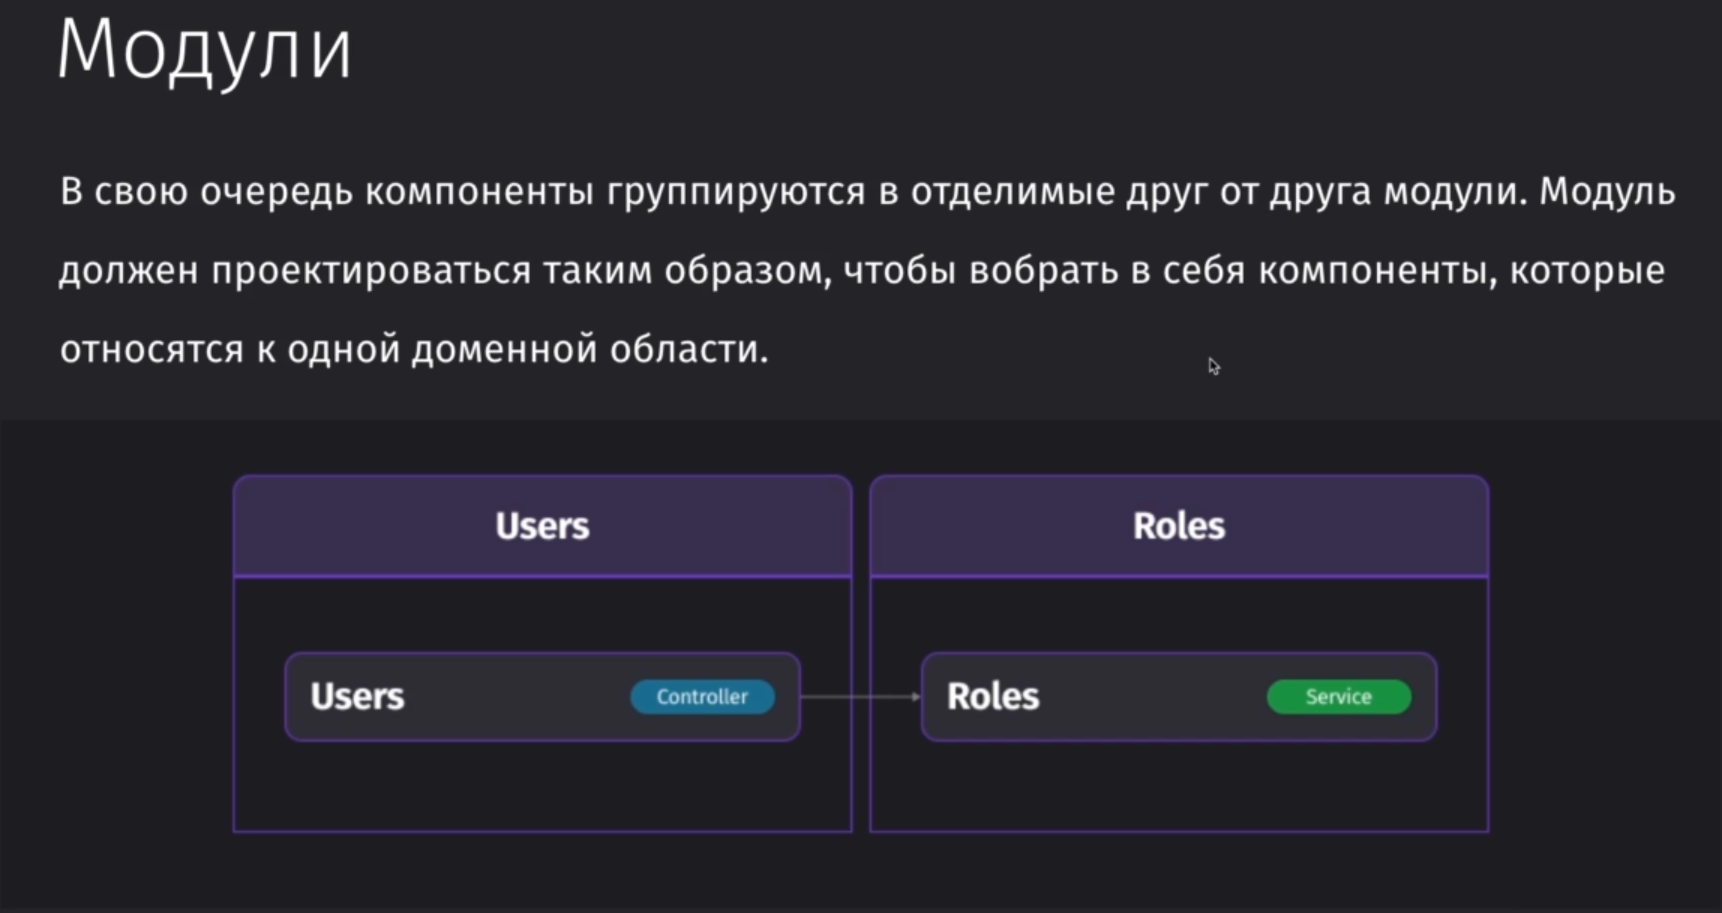 Модули
В свою очередь компоненты группируются в отделимые друг от друга модули. Модуль
должен проектироваться таким образом, чтобы вобрать в себя компоненты, которые
относятся к одной доменной области.
Users
Roles
Users
Controller
Roles
Service